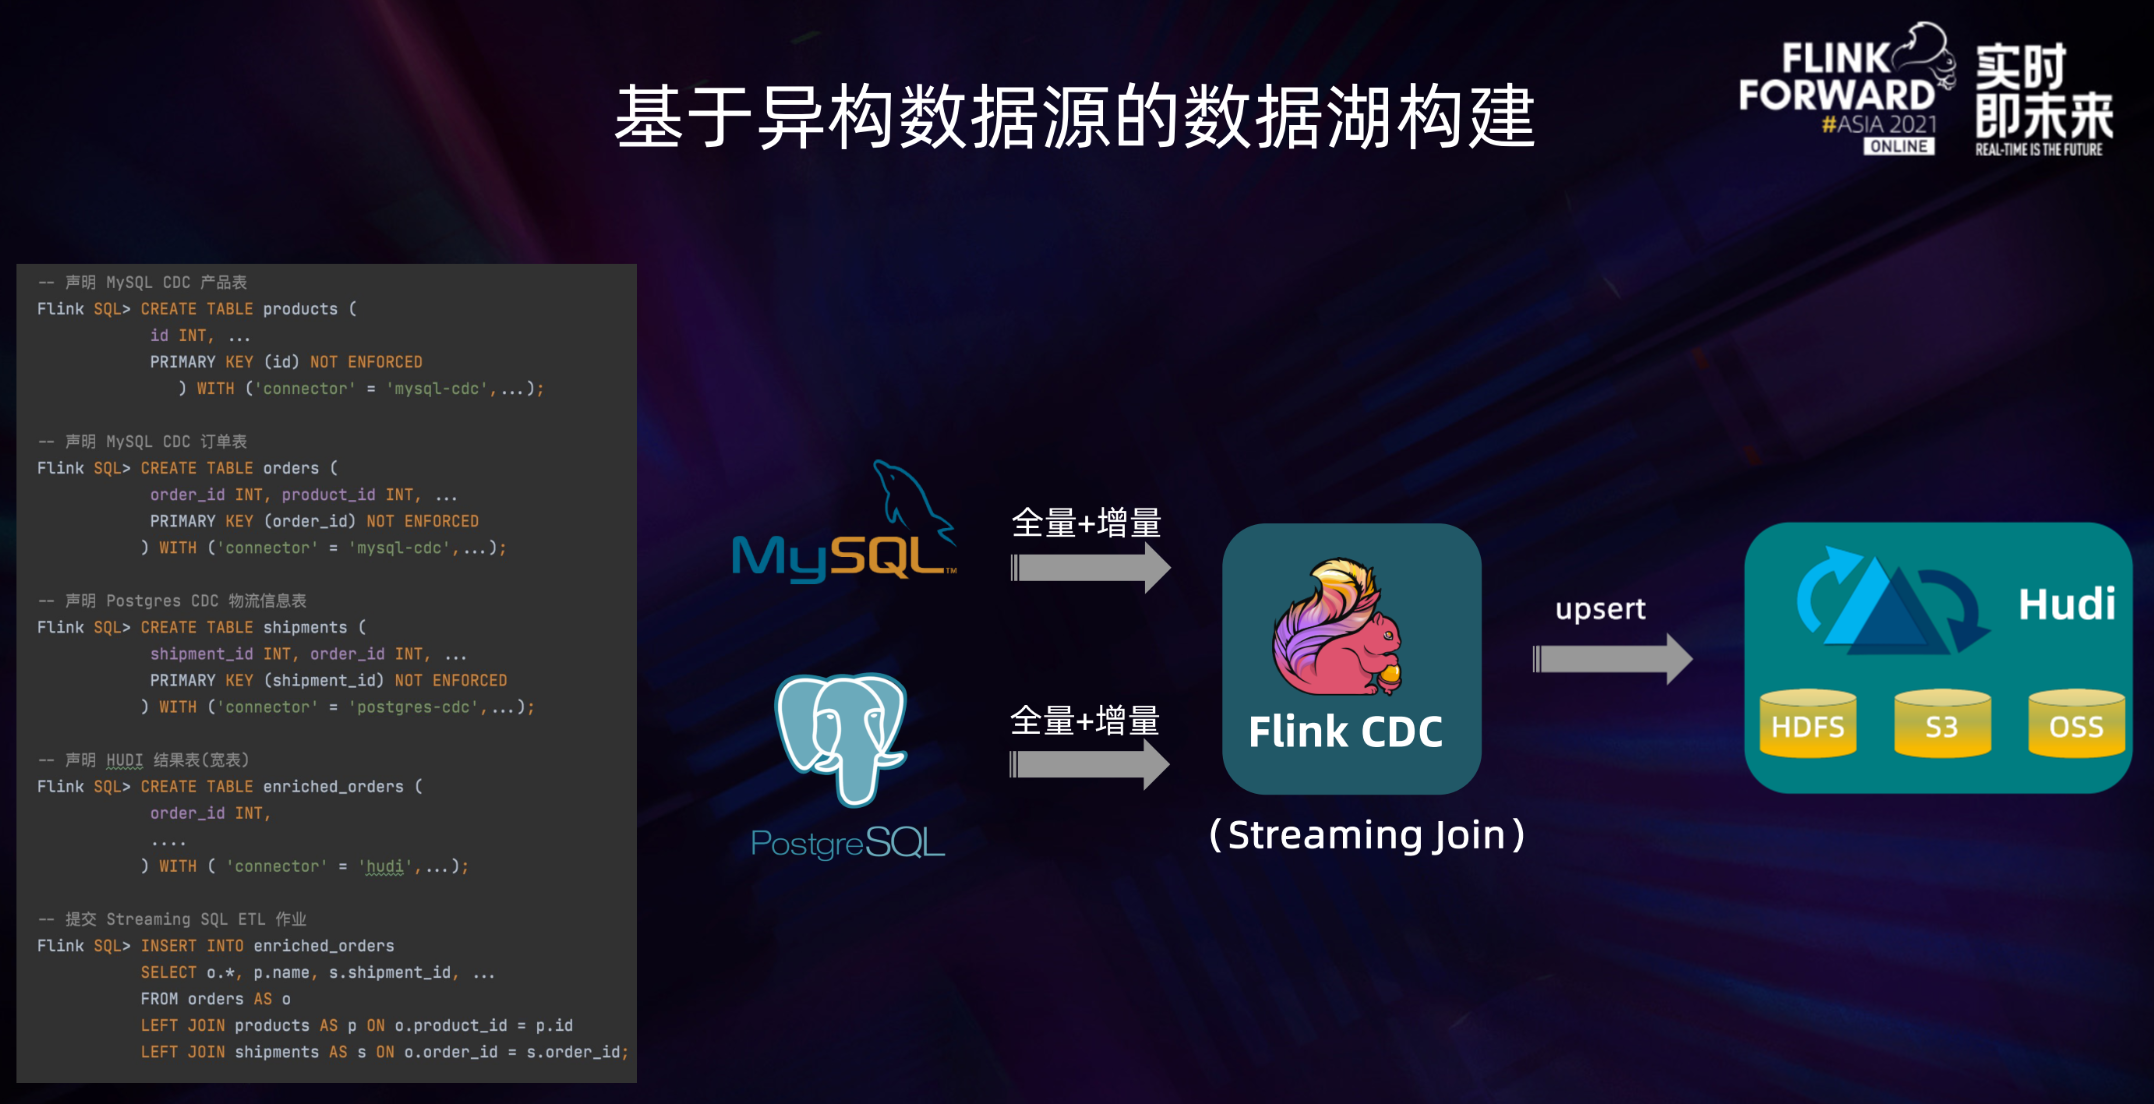 基于异构数据源的数据湖构建
FLINK
FORWARD
#ASIA 2021
ONLINE
实时
即未来
REAL-TIME IS THE FUTURE
-- 声明 MySQL CDC 产品表
Flink SQL> CREATE TABLE products (
id INT, ...
PRIMARY KEY (id) NOT ENFORCED
) WITH ('connector' = 'mysql-cdc',...);
-- 声明 MySQL CDC 订单表
Flink SQL> CREATE TABLE orders (
order_id INT, product_id INT, ...
PRIMARY KEY (order_id) NOT ENFORCED
) WITH ('connector' = 'mysql-cdc',...);
-- 声明 Postgres CDC 物流信息表
Flink SQL> CREATE TABLE shipments (
shipment_id INT, order_id INT, ...
PRIMARY KEY (shipment_id) NOT ENFORCED
) WITH ('connector' = 'postgres-cdc',...);
-- 声明 HUDI 结果表(宽表)
Flink SQL> CREATE TABLE enriched_orders (
order_id INT,
....
) WITH ( 'connector' = 'hudi',...);
-- 提交 Streaming SQL ETL 作业
Flink SQL> INSERT INTO enriched_orders
SELECT o.*, p.name, s.shipment_id, ...
FROM orders AS o
LEFT JOIN products AS p ON o.product_id = p.id
LEFT JOIN shipments AS s ON o.order_id = s.order_id;
MySQL™
全量+增量
PostgreSQL
全量+增量
Flink CDC
(Streaming Join)
upsert
Hudi
HDFS
S3
OSS